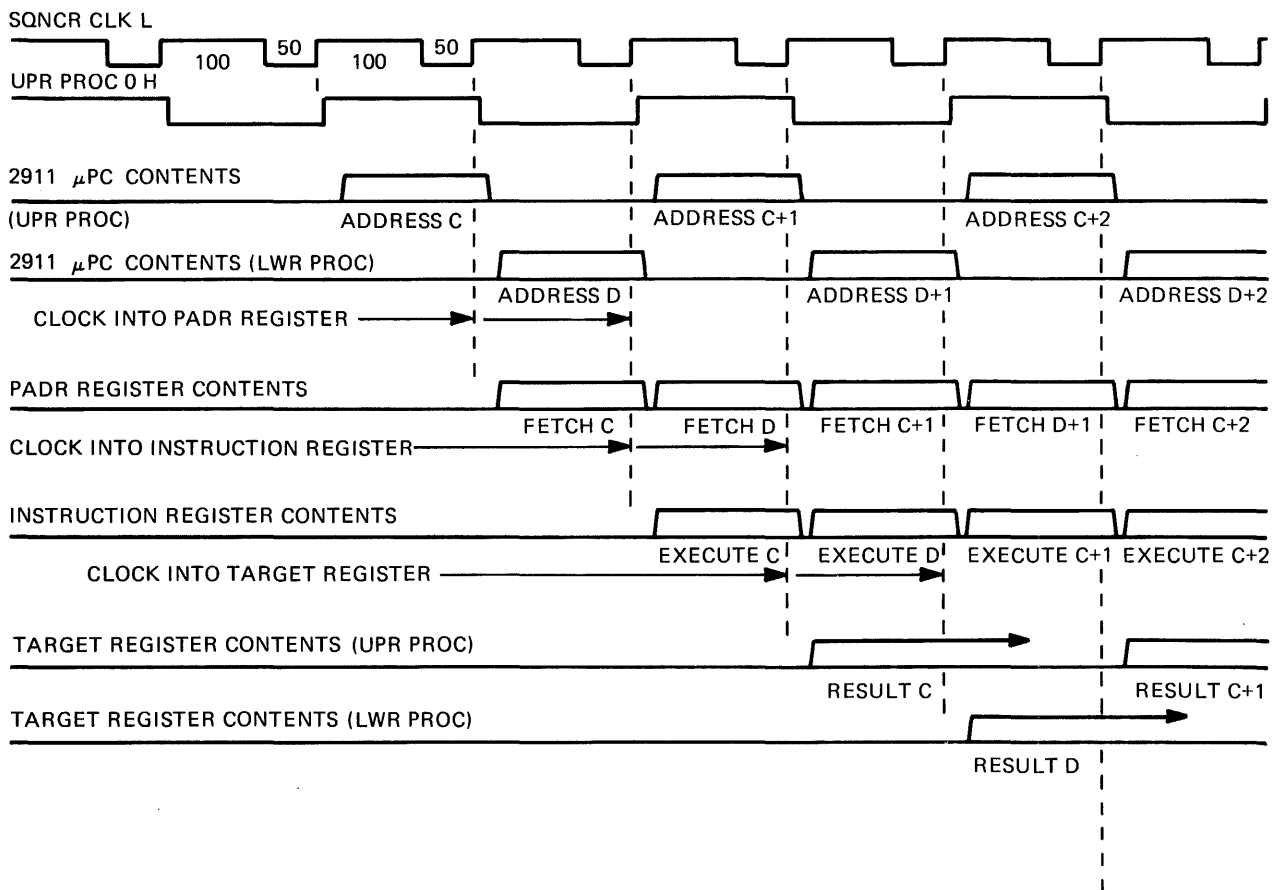 SQNCR CLK L
100 50 100 50
UPR PROC 0 H
2911 μPC CONTENTS
(UPR PROC)
ADDRESS C ADDRESS C+1 ADDRESS C+2
2911 μPC CONTENTS (LWR PROC)
ADDRESS D ADDRESS D+1 ADDRESS D+2
CLOCK INTO PADR REGISTER
PADR REGISTER CONTENTS
FETCH C FETCH D FETCH C+1 FETCH D+1 FETCH C+2
CLOCK INTO INSTRUCTION REGISTER
INSTRUCTION REGISTER CONTENTS
EXECUTE C EXECUTE D EXECUTE C+1 EXECUTE C+2
CLOCK INTO TARGET REGISTER
TARGET REGISTER CONTENTS (UPR PROC)
RESULT C RESULT C+1
TARGET REGISTER CONTENTS (LWR PROC)
RESULT D